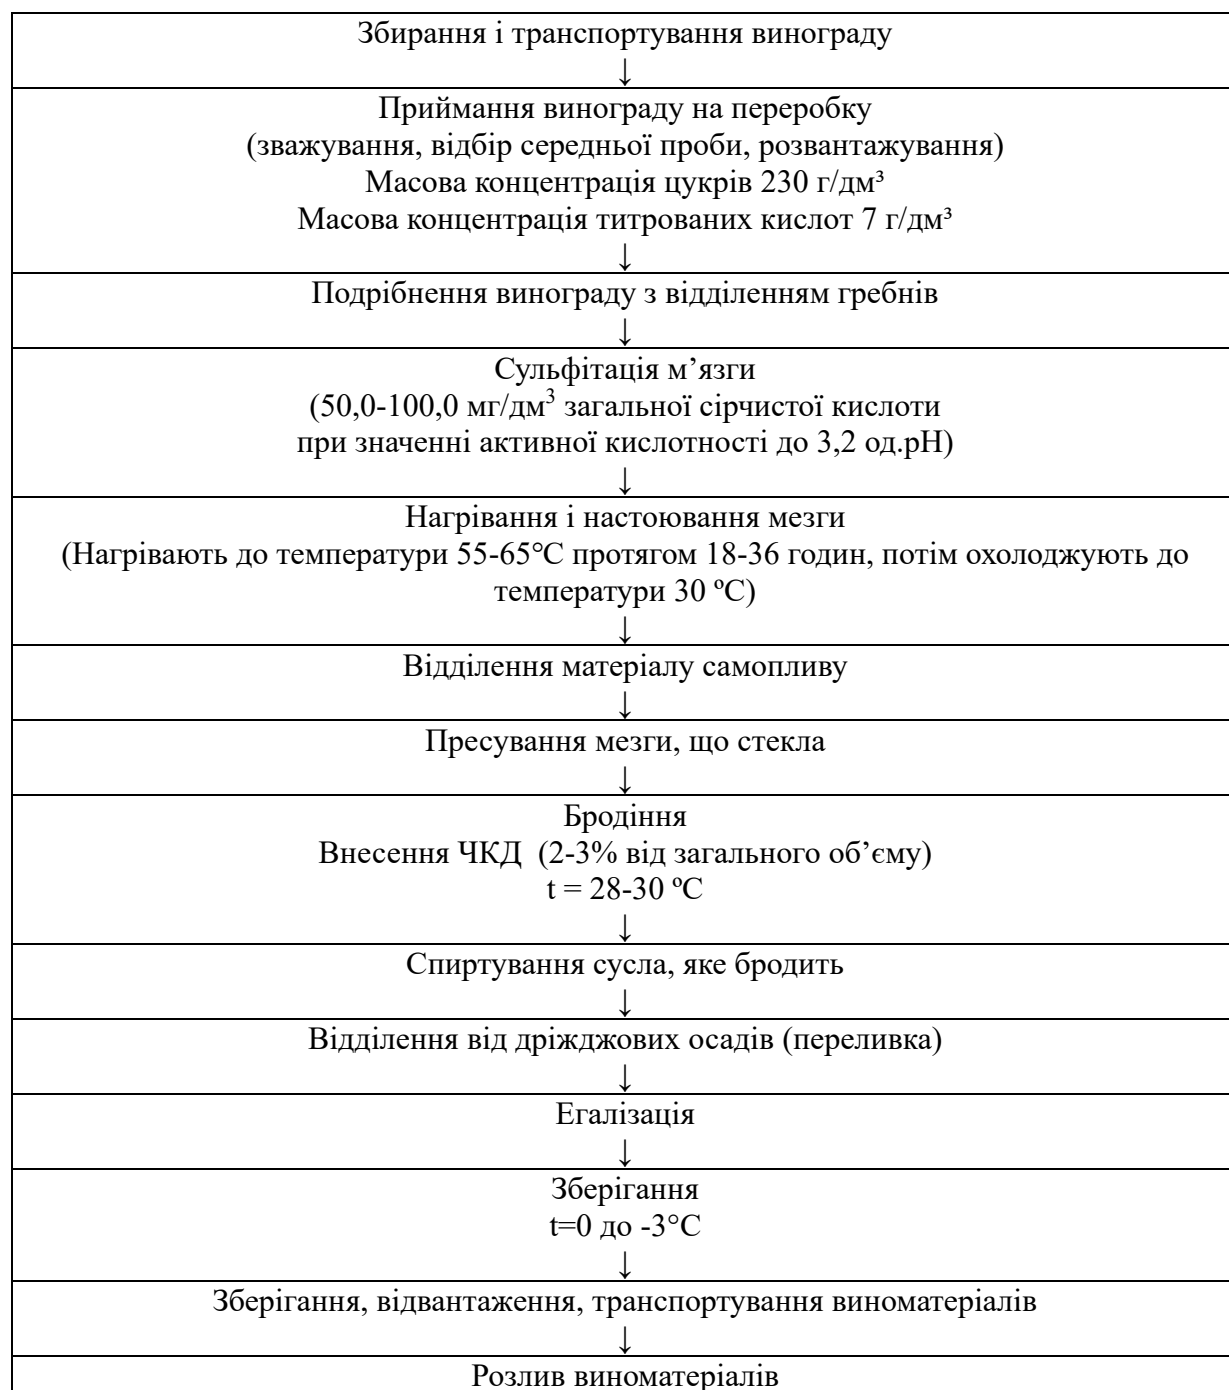 Збирання і транспортування винограду
↓
Приймання винограду на переробку
(зважування, відбір середньої проби, розвантажування)
Масова концентрація цукрів 230 г/дм³
Масова концентрація титрованих кислот 7 г/дм³
↓
Подрібнення винограду з відділенням гребнів
↓
Сульфітація м’язги
(50,0-100,0 мг/дм³ загальної сірчистої кислоти
при значенні активної кислотності до 3,2 од.рН)
↓
Нагрівання і настоювання мезги
(Нагрівають до температури 55-65°С протягом 18-36 годин, потім охолоджують до
температури 30 ºС)
↓
Відділення матеріалу самопливу
↓
Пресування мезги, що стекла
↓
Бродіння
Внесення ЧКД (2-3% від загального об’єму)
t = 28-30 ºС
↓
Спиртування сусла, яке бродить
↓
Відділення від дріжджових осадів (переливка)
↓
Егалізація
↓
Зберігання
t=0 до -3°С
↓
Зберігання, відвантаження, транспортування виноматеріалів
↓
Розлив виноматеріалів